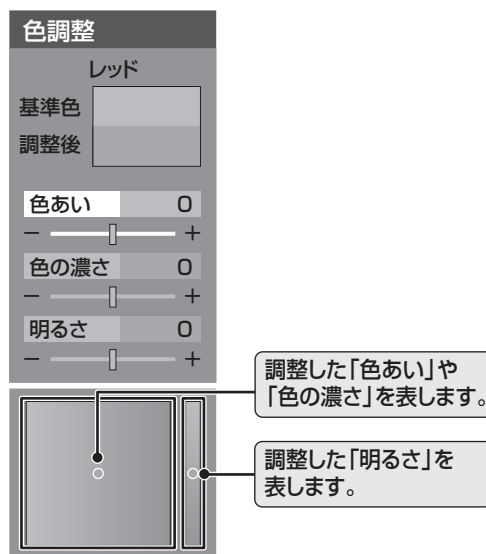 色調整
レッド
基準色
調整後
色あい 0
− +
色の濃さ 0
− +
明るさ 0
− +
調整した「色あい」や
「色の濃さ」を表します。
調整した「明るさ」を
表します。